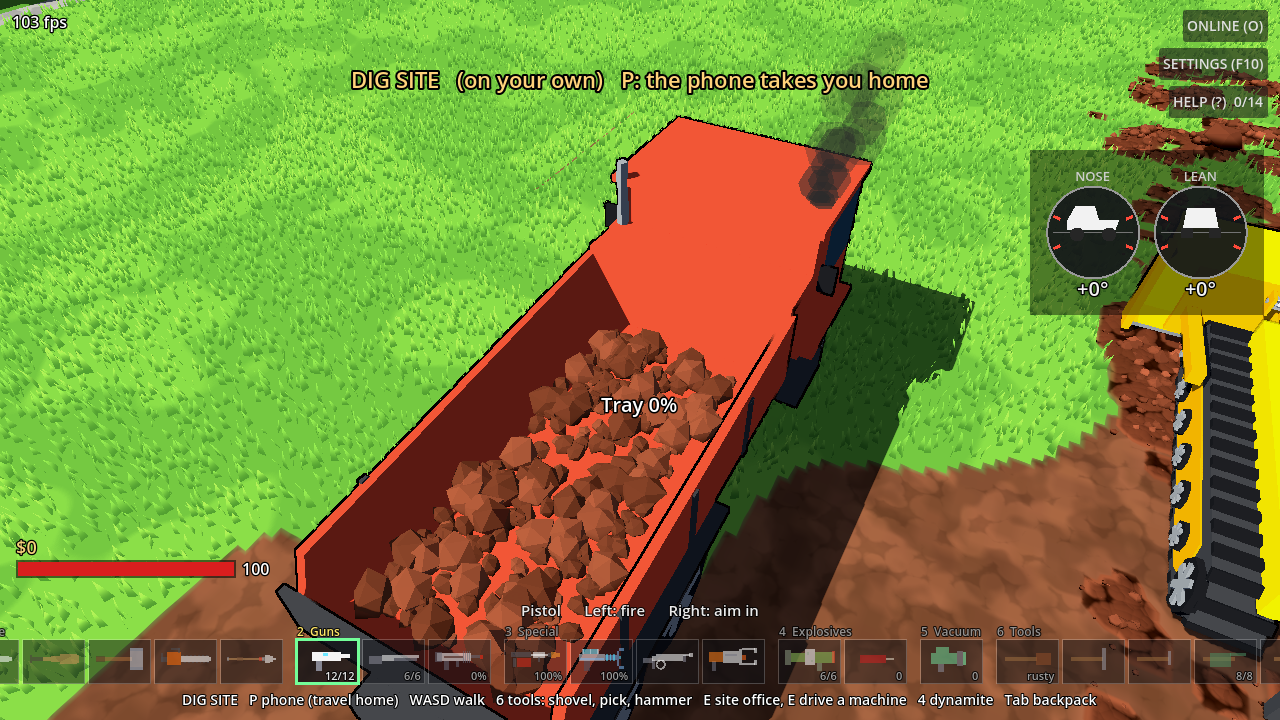 103 fps
ONLINE (O)
SETTINGS (F10)
HELP (?) 0/14
DIG SITE (on your own) P: the phone takes you home
NOSE LEAN
+0° +0°
Tray 0%
$0
100
Pistol Left: fire Right: aim in
2 Guns 3 Special 4 Explosives 5 Vacuum 6 Tools
12/12 6/6 0% 100% 100% 6/6 0 0 rusty 8/8
DIG SITE P phone (travel home) WASD walk 6 tools: shovel, pick, hammer E site office, E drive a machine 4 dynamite Tab backpack